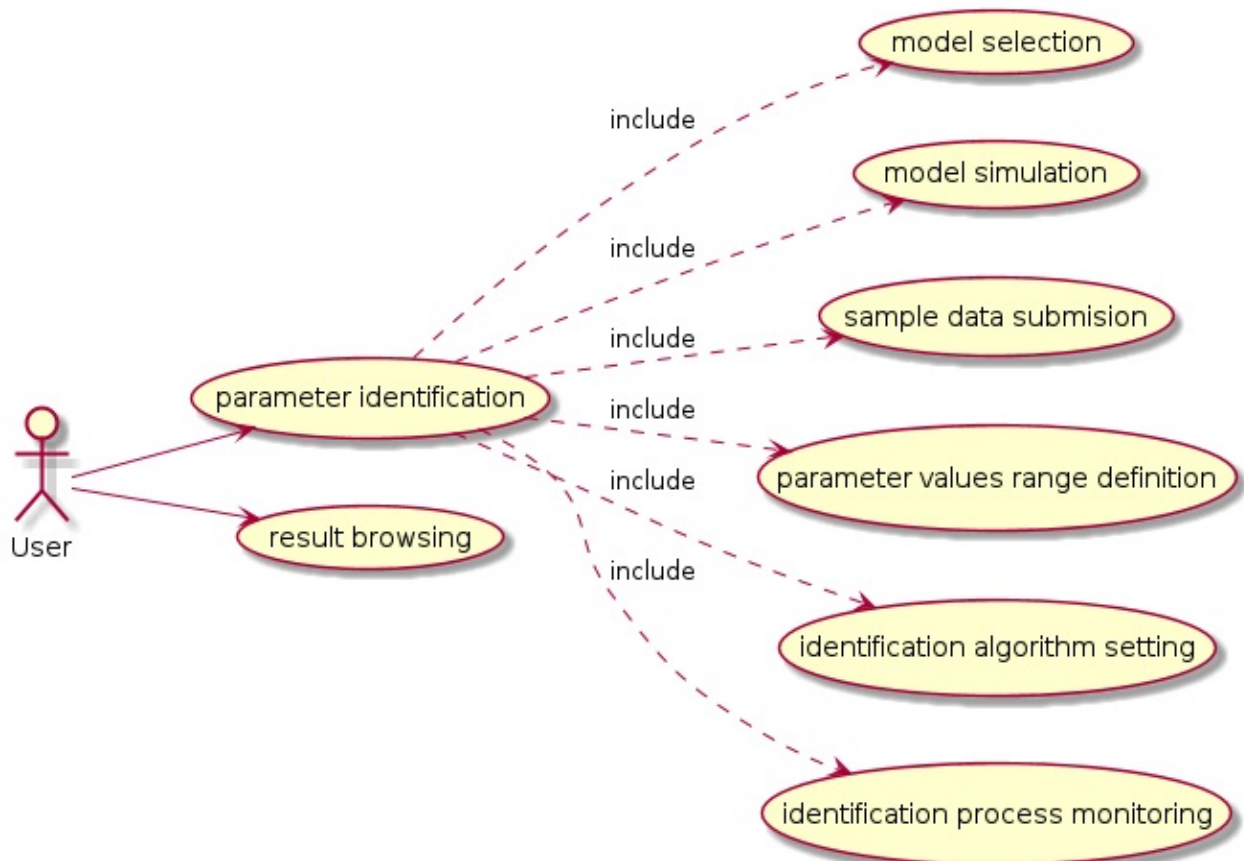 model selection
include
model simulation
include
sample data submision
include
parameter identification
include
parameter values range definition
include
User
result browsing
include
identification algorithm setting
identification process monitoring